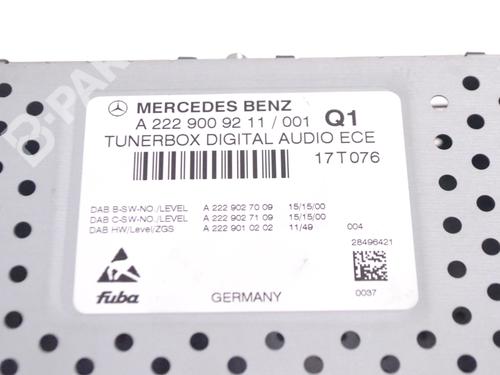 B-PARTS
MERCEDES BENZ
A 222 900 92 11 / 001 Q1
TUNERBOX DIGITAL AUDIO ECE
17T076
DAB B-SW-NO./LEVEL A 222 902 70 09 15/15/00
DAB C-SW-NO./LEVEL A 222 902 71 09 15/15/00
DAB HW/Level/ZGS A 222 901 02 02 11/49 004
28496421
fuba GERMANY 0037